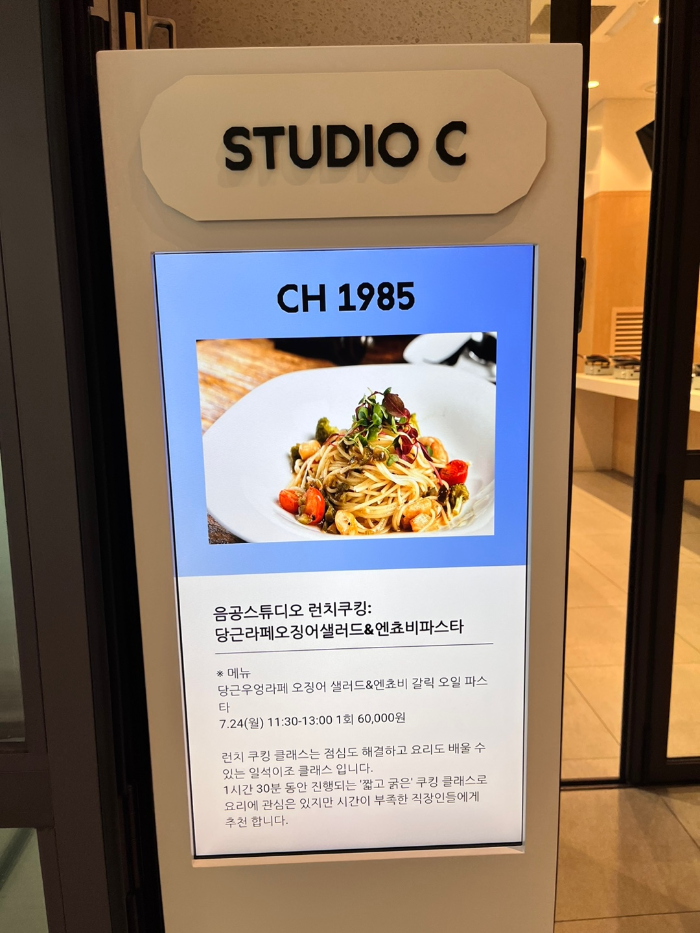 STUDIO C
CH 1985
음공스튜디오 런치쿠킹:
당근라페오징어샐러드&엔쵸비파스타
※ 메뉴
당근우엉라페 오징어 샐러드&엔쵸비 갈릭 오일 파스
타
7.24(월) 11:30-13:00 1회 60,000원
런치 쿠킹 클래스는 점심도 해결하고 요리도 배울 수
있는 일석이조 클래스 입니다.
1시간 30분 동안 진행되는 '짧고 굵은' 쿠킹 클래스로
요리에 관심은 있지만 시간이 부족한 직장인들에게
추천 합니다.